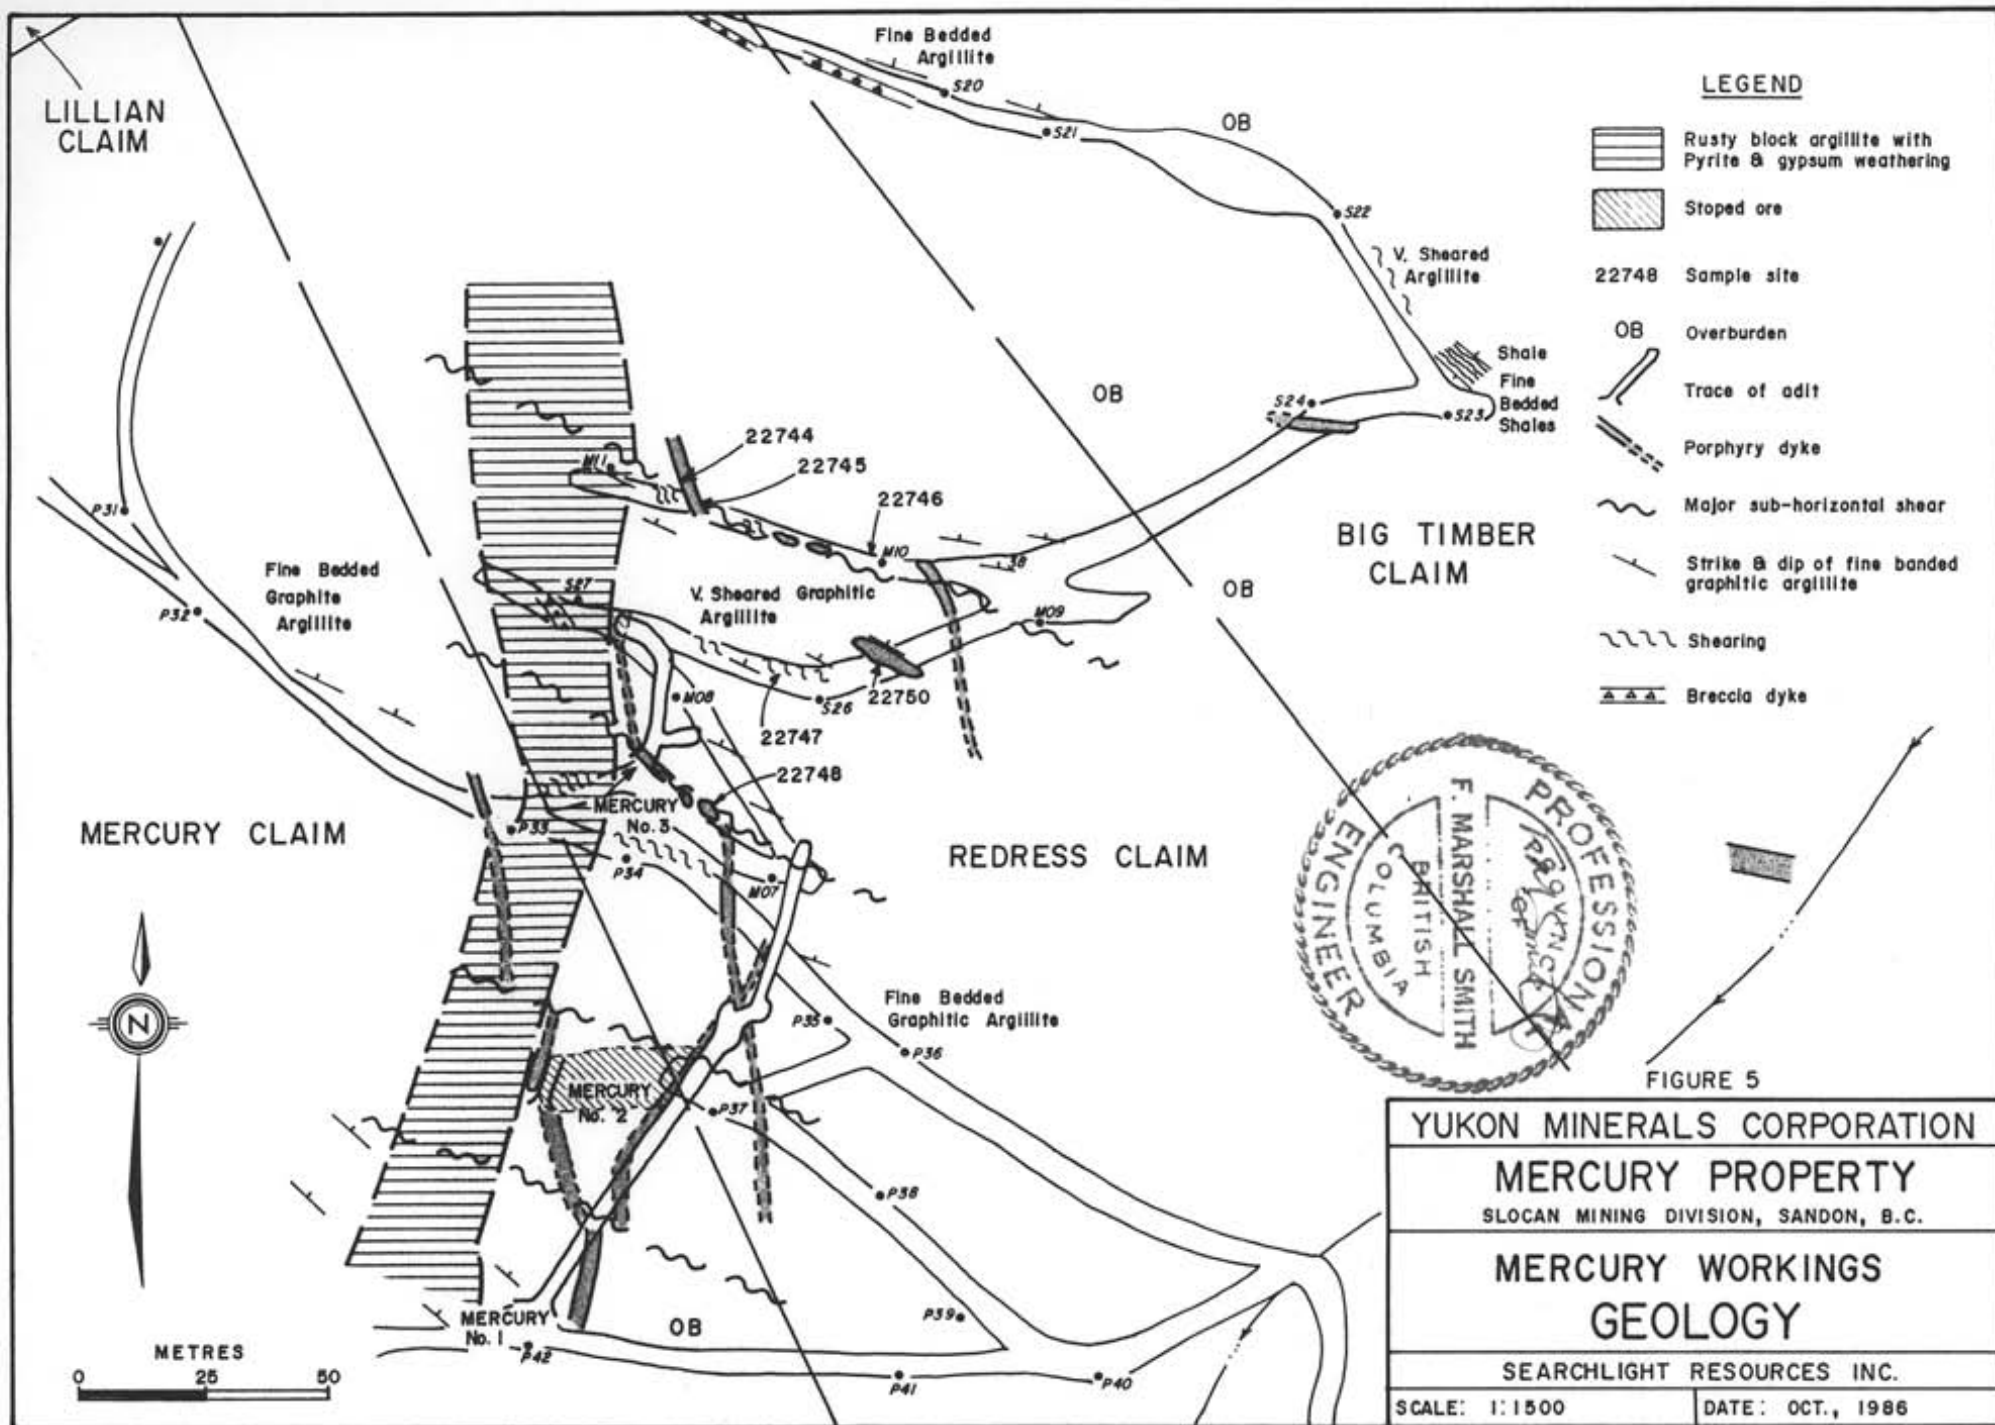 LILLIAN
CLAIM
Fine Bedded
Argillite
S20
S21
OB
S22
V. Sheared
Argillite
Shale
Fine
Bedded
Shales
S24
S23
OB
LEGEND
Rusty block argillite with
Pyrite & gypsum weathering
Stoped ore
22748 Sample site
OB Overburden
Trace of adit
Porphyry dyke
Major sub-horizontal shear
Strike & dip of fine banded
graphitic argillite
Shearing
Breccia dyke
22744
22745
22746
M11
M10
38
BIG TIMBER
CLAIM
OB
P31
P32
Fine Bedded
Graphite
Argillite
S27
V. Sheared Graphitic
Argillite
M09
M08
S26
22750
22747
22748
MERCURY
No. 3
MERCURY CLAIM
P33
P34
M07
REDRESS CLAIM
PROFESSIONAL
PROVINCE
OF
F. MARSHALL SMITH
BRITISH
COLUMBIA
ENGINEER
N
P35
P36
Fine Bedded
Graphitic Argillite
MERCURY
No. 2
P37
P38
P39
MERCURY
No. 1
P42
OB
P41
P40
METRES
0 25 50
FIGURE 5
YUKON MINERALS CORPORATION
MERCURY PROPERTY
SLOCAN MINING DIVISION, SANDON, B.C.
MERCURY WORKINGS
GEOLOGY
SEARCHLIGHT RESOURCES INC.
SCALE: 1:1500
DATE: OCT., 1986